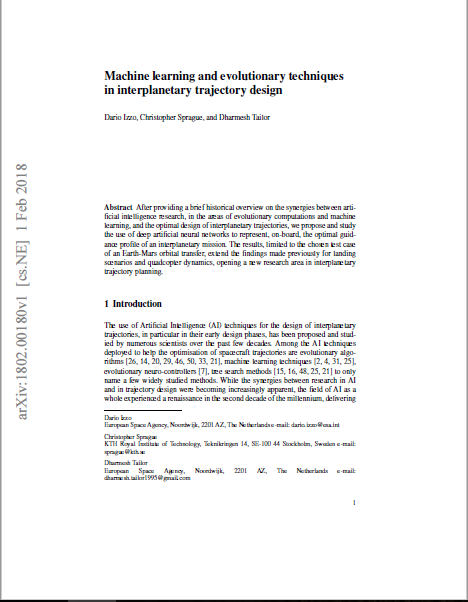 Machine learning and evolutionary techniques
in interplanetary trajectory design
Dario Izzo, Christopher Sprague, and Dharmesh Tailor
arXiv:1802.00180v1 [cs.NE] 1 Feb 2018
Abstract After providing a brief historical overview on the synergies between arti-
ficial intelligence research, in the areas of evolutionary computations and machine
learning, and the optimal design of interplanetary trajectories, we propose and study
the use of deep artificial neural networks to represent, on-board, the optimal guid-
ance profile of an interplanetary mission. The results, limited to the chosen test case
of an Earth-Mars orbital transfer, extend the findings made previously for landing
scenarios and quadcopter dynamics, opening a new research area in interplanetary
trajectory planning.
1 Introduction
The use of Artificial Intelligence (AI) techniques for the design of interplanetary
trajectories, in particular in their early design phases, has been proposed and stud-
ied by numerous scientists over the past few decades. Among the AI techniques
deployed to help the optimisation of spacecraft trajectories are evolutionary algo-
rithms [26, 14, 20, 29, 46, 50, 33, 21], machine learning techniques [2, 4, 31, 25],
evolutionary neuro-controllers [7], tree search methods [15, 16, 48, 25, 21] to only
name a few widely studied methods. While the synergies between research in AI
and in trajectory design were becoming increasingly apparent, the field of AI as a
whole experienced a renaissance in the second decade of the millennium, delivering
Dario Izzo
European Space Agency, Noordwijk, 2201 AZ, The Netherlands e-mail: dario.izzo@esa.int
Christopher Sprague
KTH Royal Institute of Technology, Teknikringen 14, SE-100 44 Stockholm, Sweden e-mail:
sprague@kth.se
Dharmesh Tailor
European Space Agency, Noordwijk, 2201 AZ, The Netherlands e-mail:
dharmesh.tailor1995@gmail.com
1